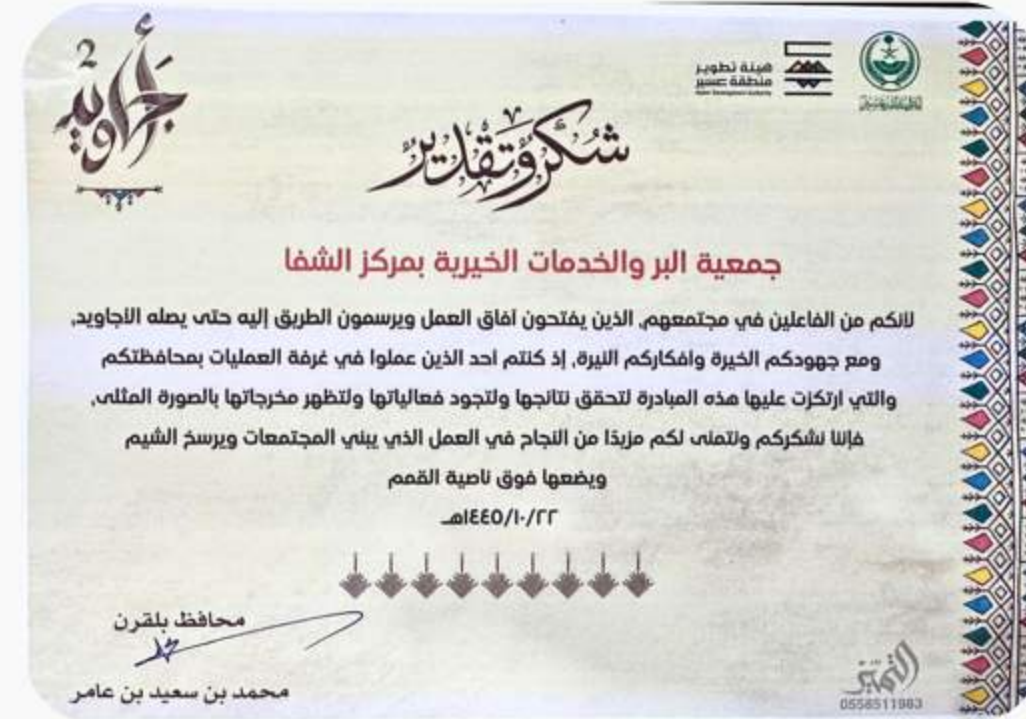 أجاويد 2
هيئة تطوير
منطقة عسير
شكر وتقدير
جمعية البر والخدمات الخيرية بمركز الشفا
لأنكم من الفاعلين في مجتمعهم, الذين يفتحون آفاق العمل ويرسمون الطريق إليه حتى يصله الأجاويد,
ومع جهودكم الخيرة وأفكاركم النيرة, إذ كنتم أحد الذين عملوا في غرفة العمليات بمحافظتكم
والتي ارتكزت عليها هذه المبادرة لتحقق نتائجها ولتجود فعالياتها ولتظهر مخرجاتها بالصورة المثلى,
فإننا نشكركم ونتمنى لكم مزيدًا من النجاح في العمل الذي يبني المجتمعات ويرسخ الشيم
ويضعها فوق ناصية القمم
١٤٤٥/١٠/٢٢هـ
محافظ بلقرن
محمد بن سعيد بن عامر
التميز
0556511983